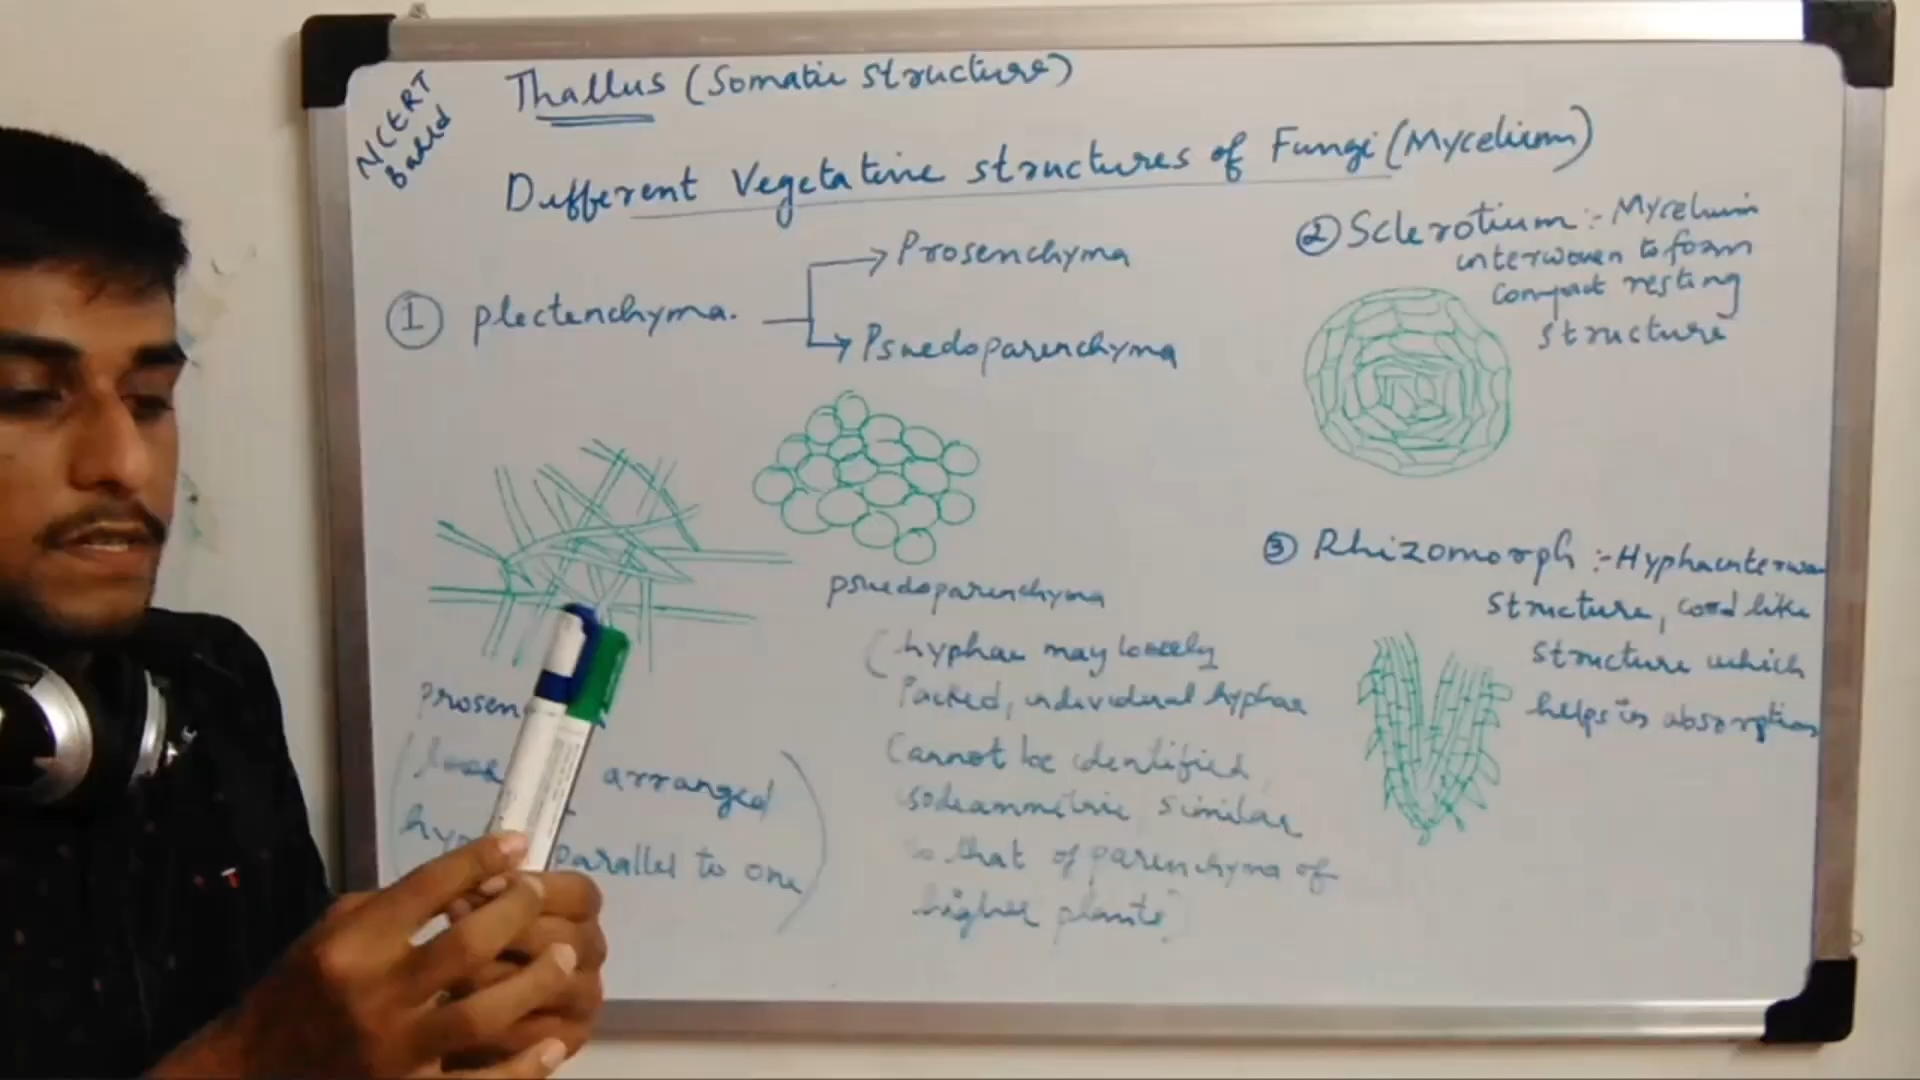 NCERT
Based
Thallus (Somatic structure)
Different Vegetative structures of Fungi (Mycelium)
① plectenchyma.
Prosenchyma
Psuedoparenchyma
② Sclerotium :- Mycelium
interwoven to form
compact resting
structure
psuedoparenchyma
(hyphae may loosely
Packed, individual hyphae
Cannot be identified,
similar
to that of parenchyma of
higher plants)
prosen
arranged
parallel to one
③ Rhizomorph :- Hyphae
structure, cord like
structure which
helps in absorption